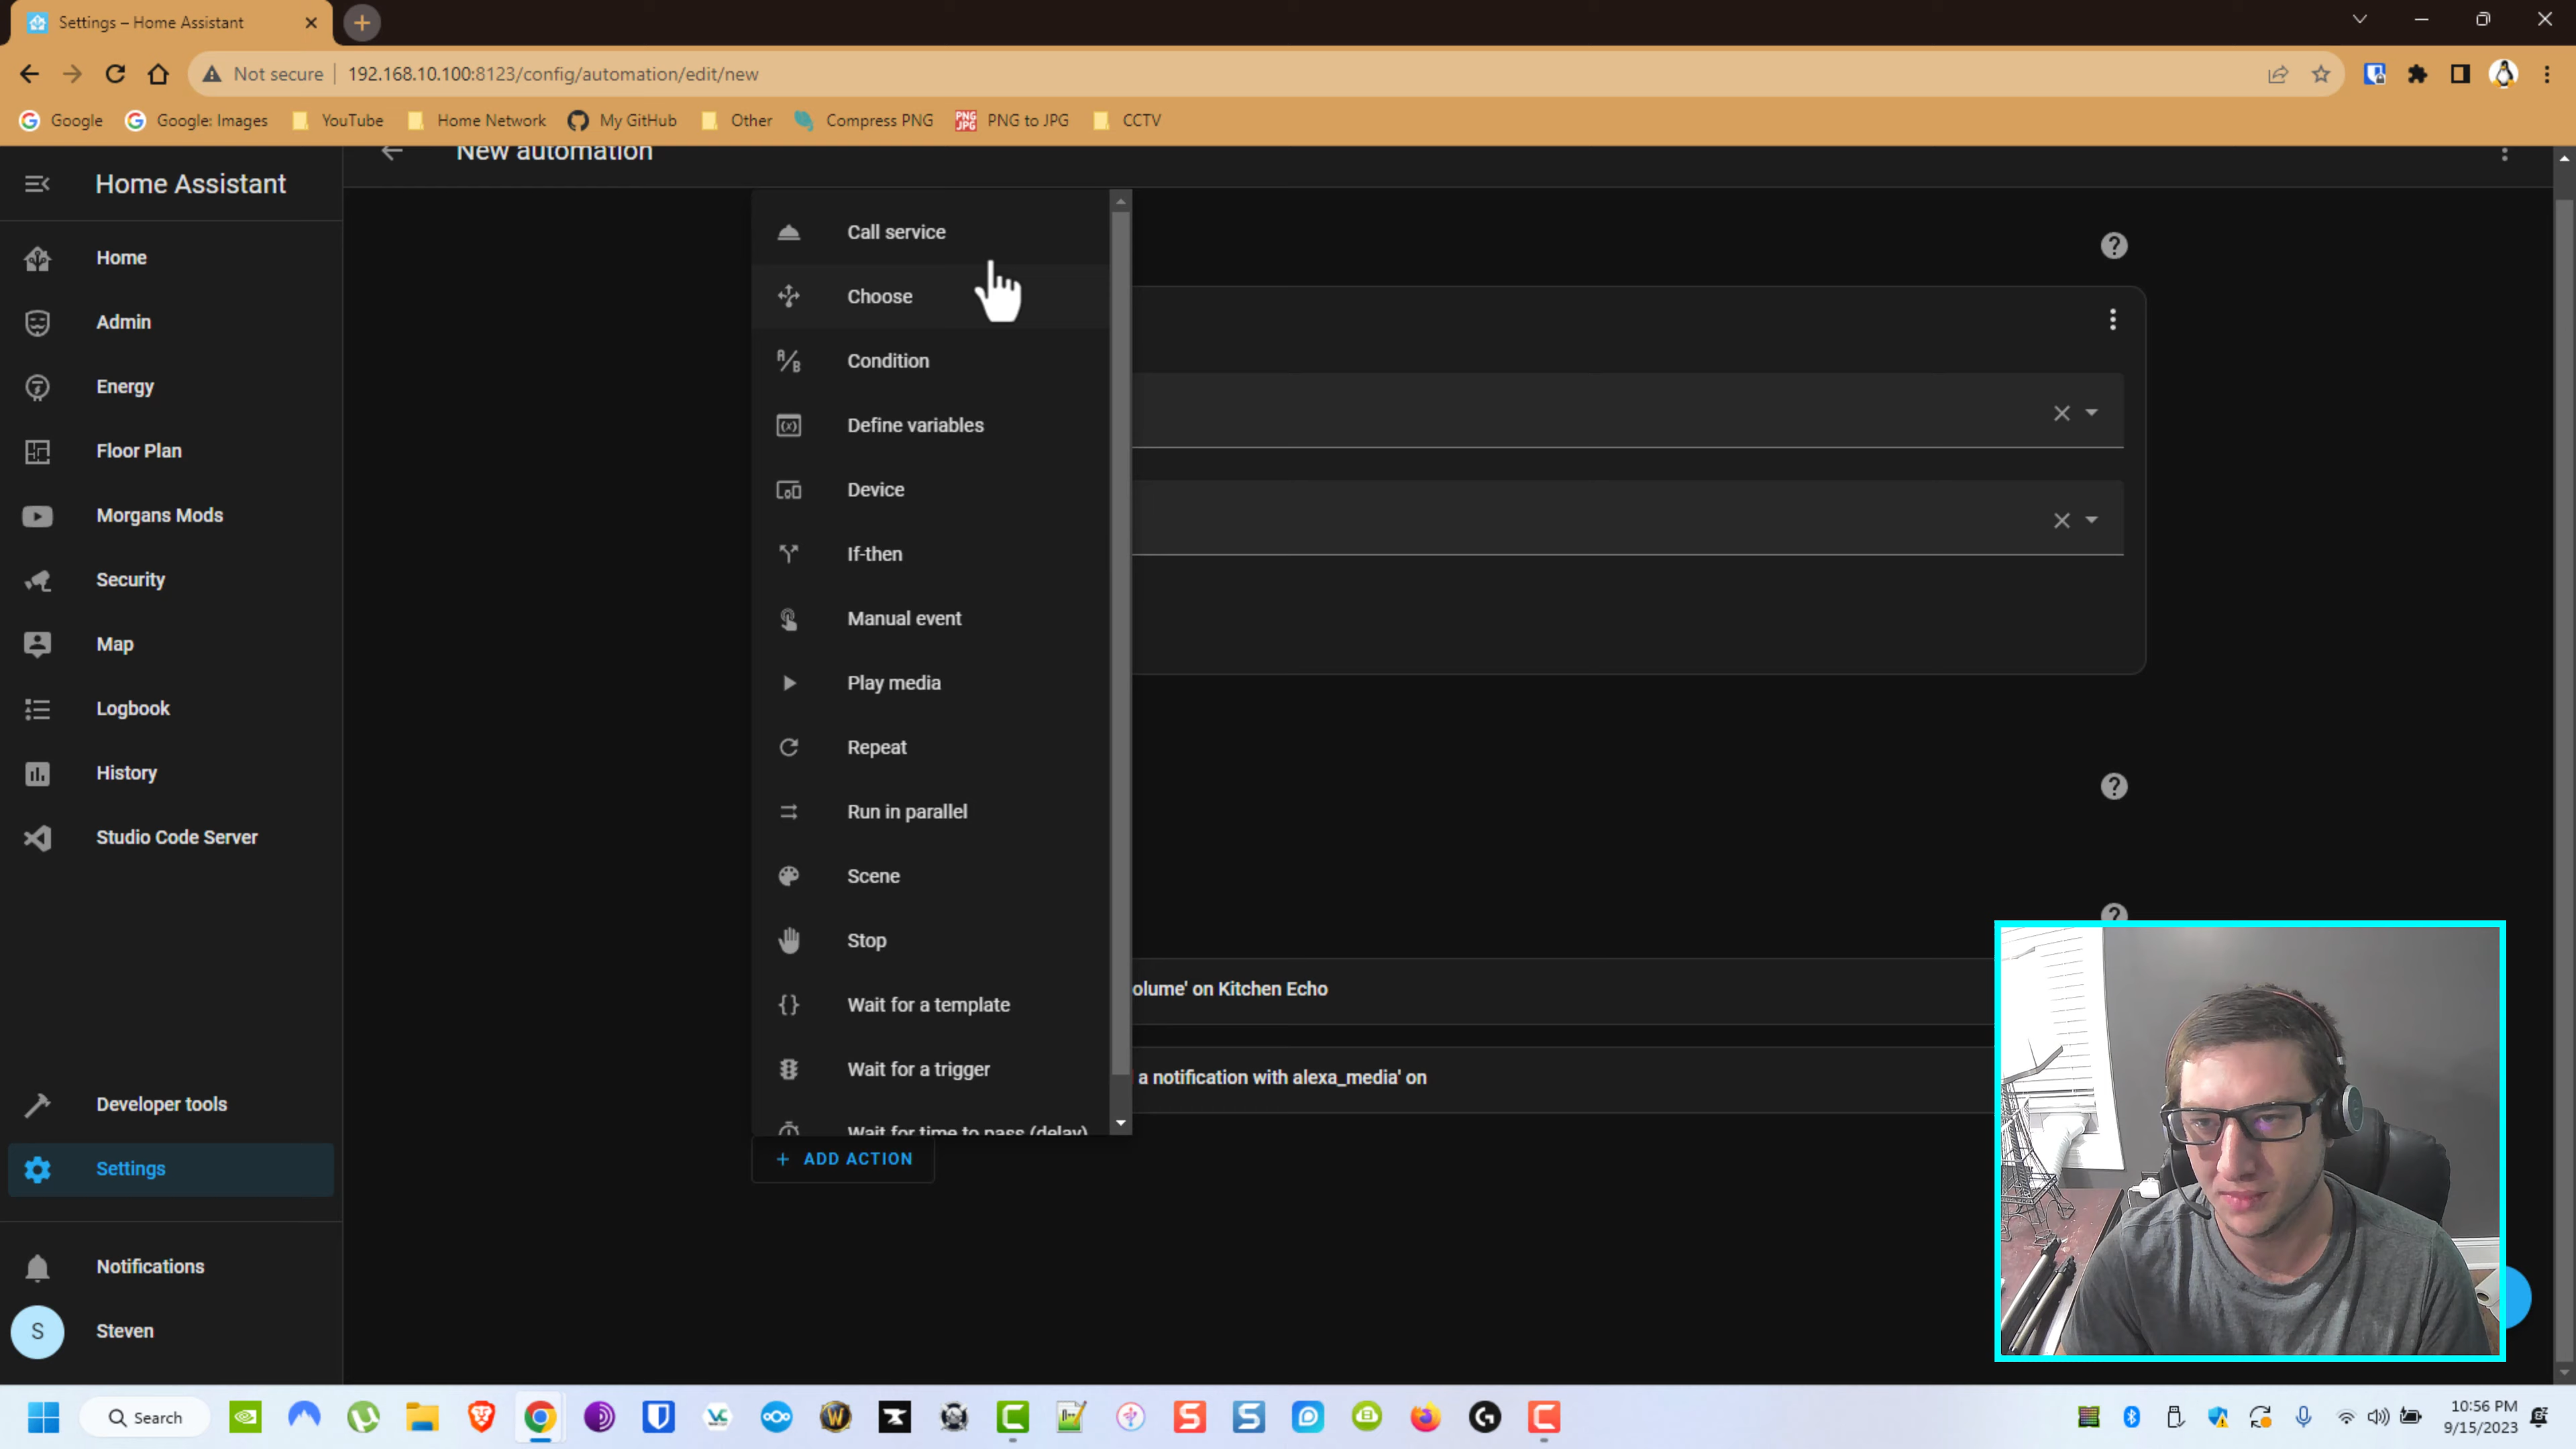 Settings – Home Assistant
Not secure
192.168.10.100:8123/config/automation/edit/new
Google
Google: Images
YouTube
Home Network
My GitHub
Other
Compress PNG
PNG JPG
PNG to JPG
CCTV
Home Assistant
New automation
Home
Admin
Energy
Floor Plan
Morgans Mods
Security
Map
Logbook
History
Studio Code Server
Developer tools
Settings
Notifications
S
Steven
Call service
Choose
Condition
Define variables
Device
If-then
Manual event
Play media
Repeat
Run in parallel
Scene
Stop
Wait for a template
Wait for a trigger
Wait for time to pass (delay)
olume' on Kitchen Echo
a notification with alexa_media' on
+ ADD ACTION
Search
10:56 PM
9/15/2023